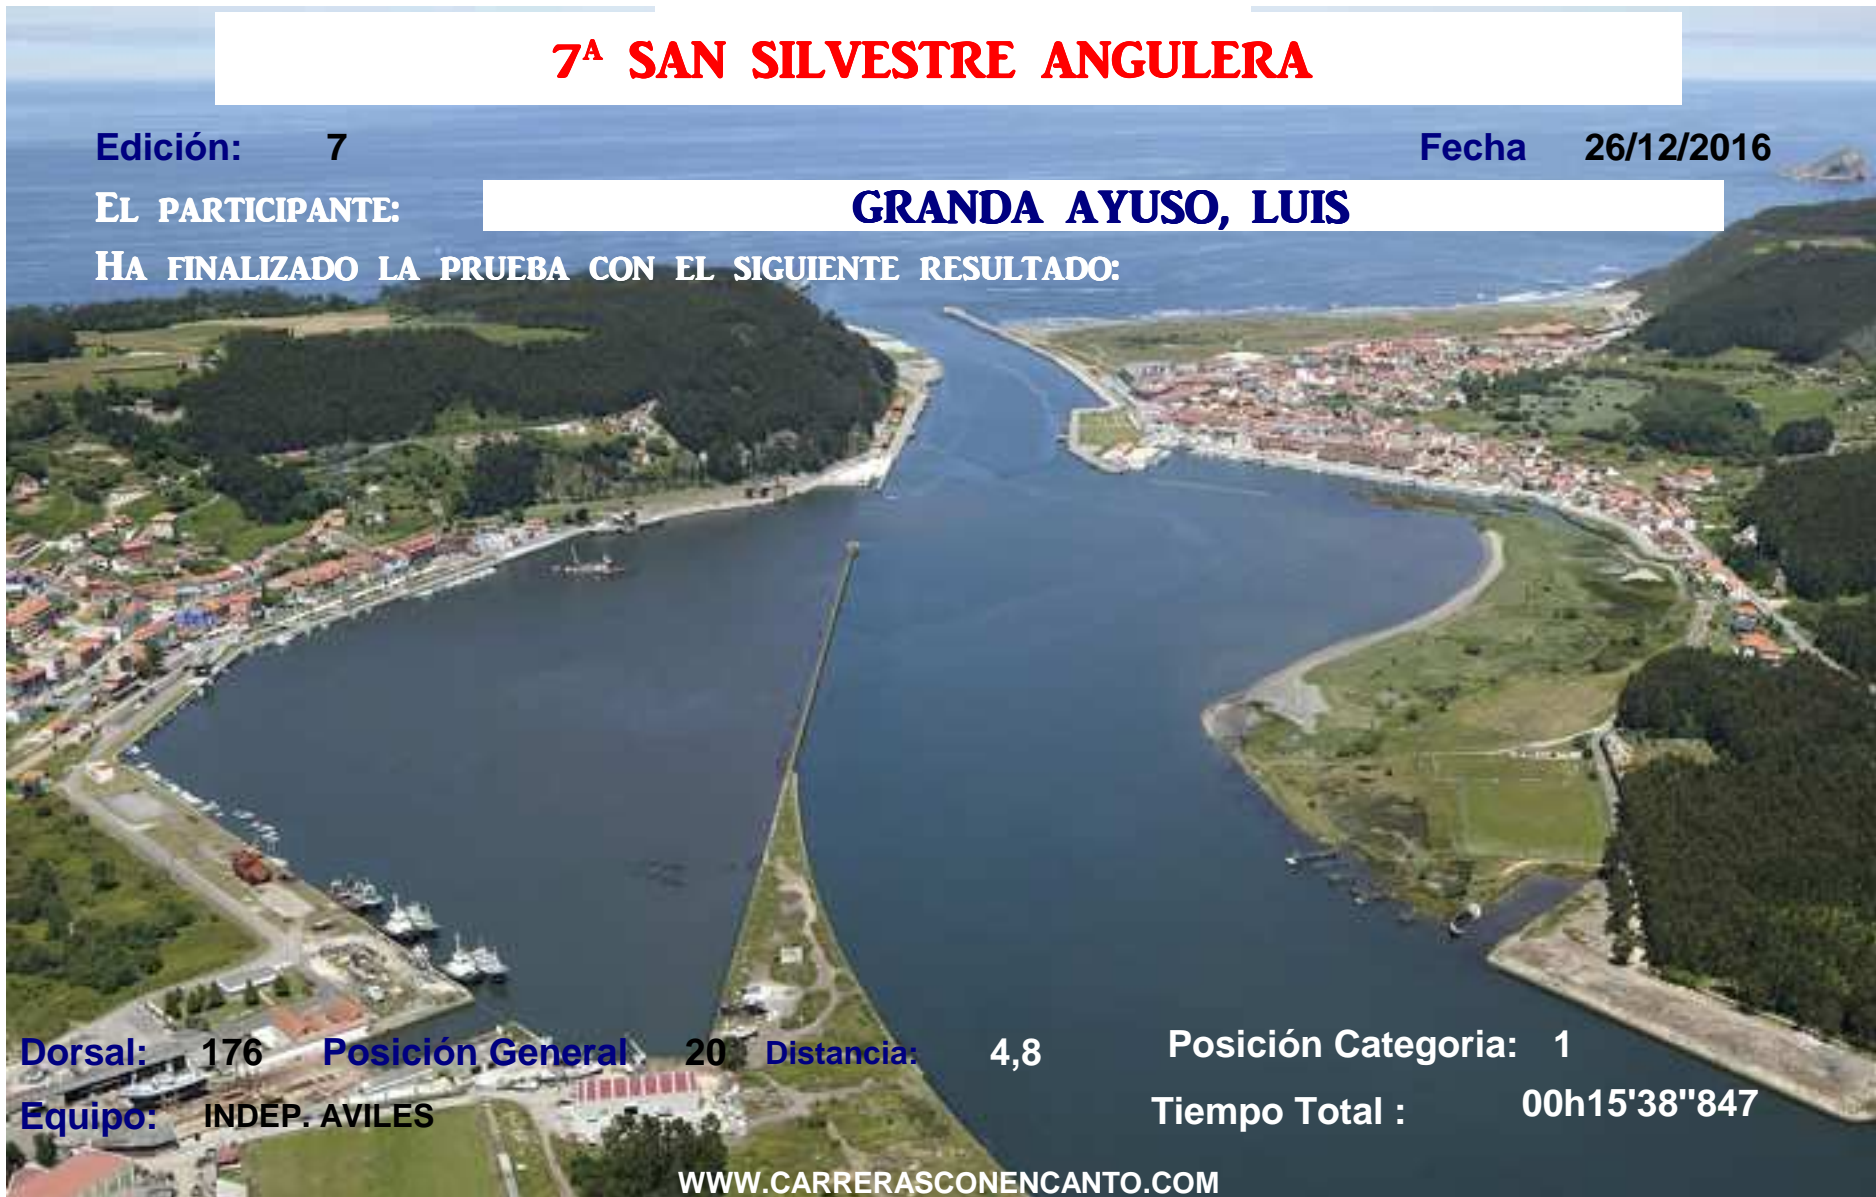 7ª SAN SILVESTRE ANGULERA
Edición: 7 Fecha 26/12/2016
EL PARTICIPANTE: GRANDA AYUSO, LUIS
HA FINALIZADO LA PRUEBA CON EL SIGUIENTE RESULTADO:
Dorsal: 176 Posición General 20 Distancia: 4,8 Posición Categoria: 1
Equipo: INDEP. AVILES Tiempo Total : 00h15'38"847
WWW.CARRERASCONENCANTO.COM